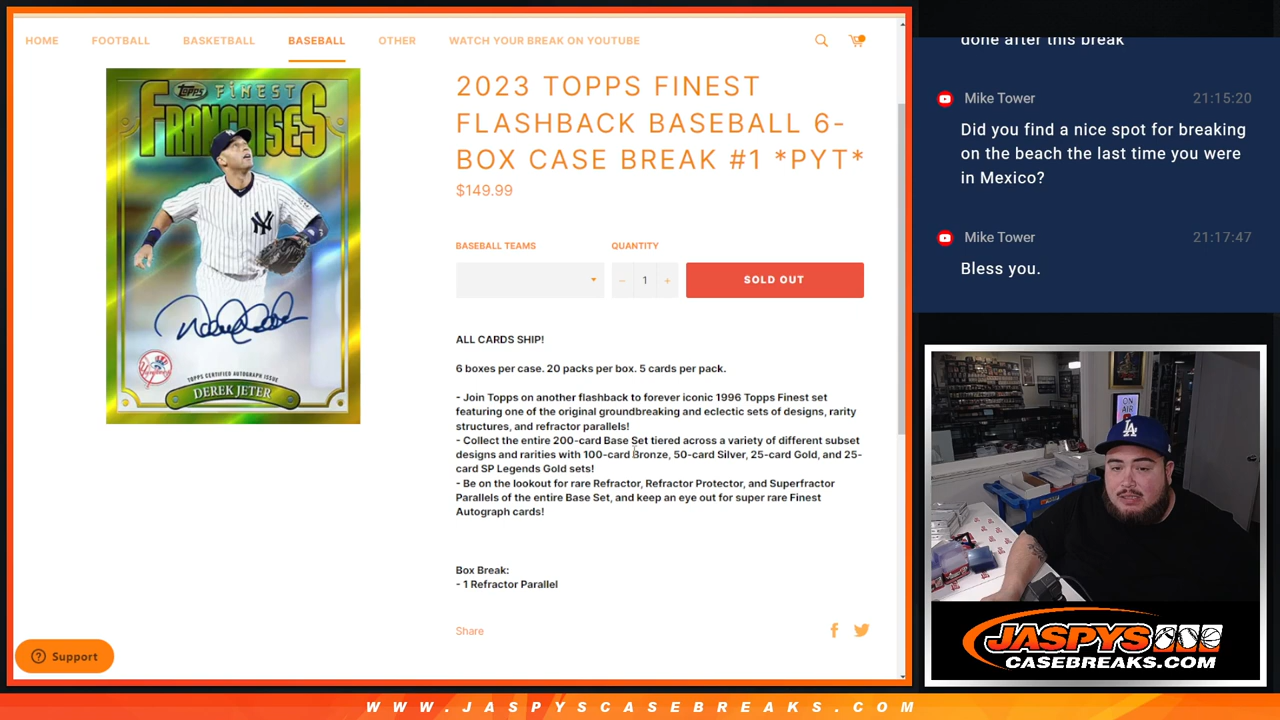 HOME FOOTBALL BASKETBALL BASEBALL OTHER WATCH YOUR BREAK ON YOUTUBE
Topps FINEST
FRANCHISES
NY
Yankees
TOPPS CERTIFIED AUTOGRAPH ISSUE
DEREK JETER
2023 TOPPS FINEST
FLASHBACK BASEBALL 6-
BOX CASE BREAK #1 *PYT*
$149.99
BASEBALL TEAMS QUANTITY
− 1 + SOLD OUT
ALL CARDS SHIP!
6 boxes per case. 20 packs per box. 5 cards per box.
- Join Topps on another flashback to forever iconic 1996 Topps Finest set
featuring one of the original groundbreaking and eclectic sets of designs, rarity
structures, and refractor parallels!
- Collect the entire 200-card Base Set tiered across a variety of different subset
designs and rarities with 100-card Bronze, 50-card Silver, 25-card Gold, and 25-
card SP Legends Gold sets!
- Be on the lookout for rare Refractor, Refractor Protector, and Superfractor
Parallels of the entire Base Set, and keep an eye out for super rare Finest
Autograph cards!
Box Break:
- 1 Refractor Parallel
Share
Support
done after this break
Mike Tower 21:15:20
Did you find a nice spot for breaking
on the beach the last time you were
in Mexico?
Mike Tower 21:17:47
Bless you.
ON
AIR
LA
JASPYS
CASEBREAKS.COM
WWW.JASPYSCASEBREAKS.COM